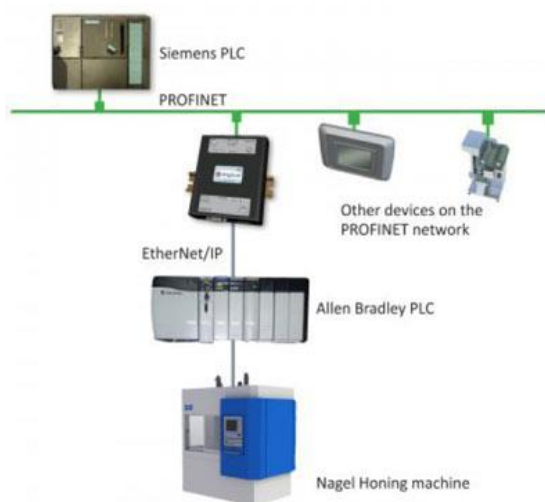 Siemens PLC
PROFINET
Other devices on the
PROFINET network
EtherNet/IP
Allen Bradley PLC
Nagel Honing machine